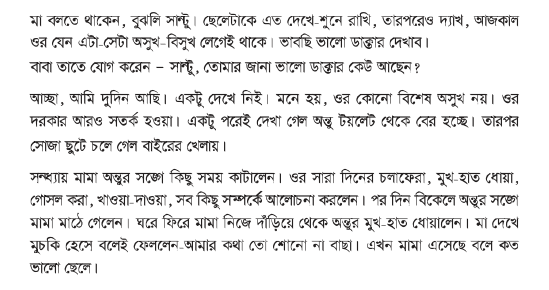 মা বলতে থাকেন, বুঝলি সান্টু। ছেলেটাকে এত দেখে-শুনে রাখি, তারপরেও দ্যাখ, আজকাল
ওর যেন এটা-সেটা অসুখ-বিসুখ লেগেই থাকে। ভাবছি ভালো ডাক্তার দেখাব।
বাবা তাতে যোগ করেন – সান্টু, তোমার জানা ভালো ডাক্তার কেউ আছেন?
আচ্ছা, আমি দুদিন আছি। একটু দেখে নিই। মনে হয়, ওর কোনো বিশেষ অসুখ নয়। ওর
দরকার আরও সতর্ক হওয়া। একটু পরেই দেখা গেল অন্তু টয়লেট থেকে বের হচ্ছে। তারপর
সোজা ছুটে চলে গেল বাইরের খেলায়।
সন্ধ্যায় মামা অন্তুর সঙ্গে কিছু সময় কাটালেন। ওর সারা দিনের চলাফেরা, মুখ-হাত ধোয়া,
গোসল করা, খাওয়া-দাওয়া, সব কিছু সম্পর্কে আলোচনা করলেন। পর দিন বিকেলে অন্তুর সঙ্গে
মামা মাঠে গেলেন। ঘরে ফিরে মামা নিজে দাঁড়িয়ে থেকে অন্তুর মুখ-হাত ধোয়ালেন। মা দেখে
মুচকি হেসে বলেই ফেললেন-আমার কথা তো শোনো না বাছা। এখন মামা এসেছে বলে কত
ভালো ছেলে।